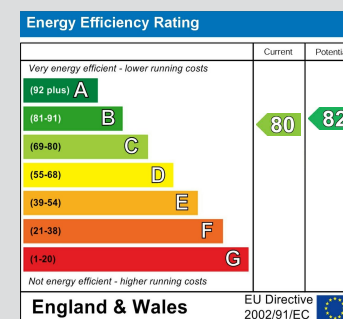 Energy Efficiency Rating
Current
Very energy efficient - lower running costs
(92 plus) A
(81-91) B
(69-80) C
(55-68) D
(39-54) E
(21-38) F
(1-20) G
80
82
Not energy efficient - higher running costs
England & Wales
EU Directive
2002/91/EC